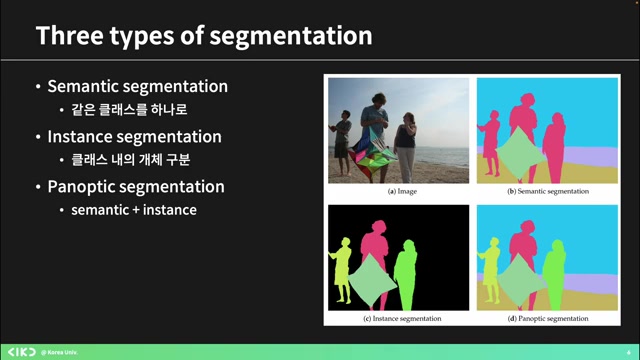 Three types of segmentation
• Semantic segmentation
• 같은 클래스를 하나로
• Instance segmentation
• 클래스 내의 개체 구분
• Panoptic segmentation
• semantic + instance
(a) Image
(b) Semantic segmentation
(c) Instance segmentation
(d) Panoptic segmentation
@ Korea Univ.